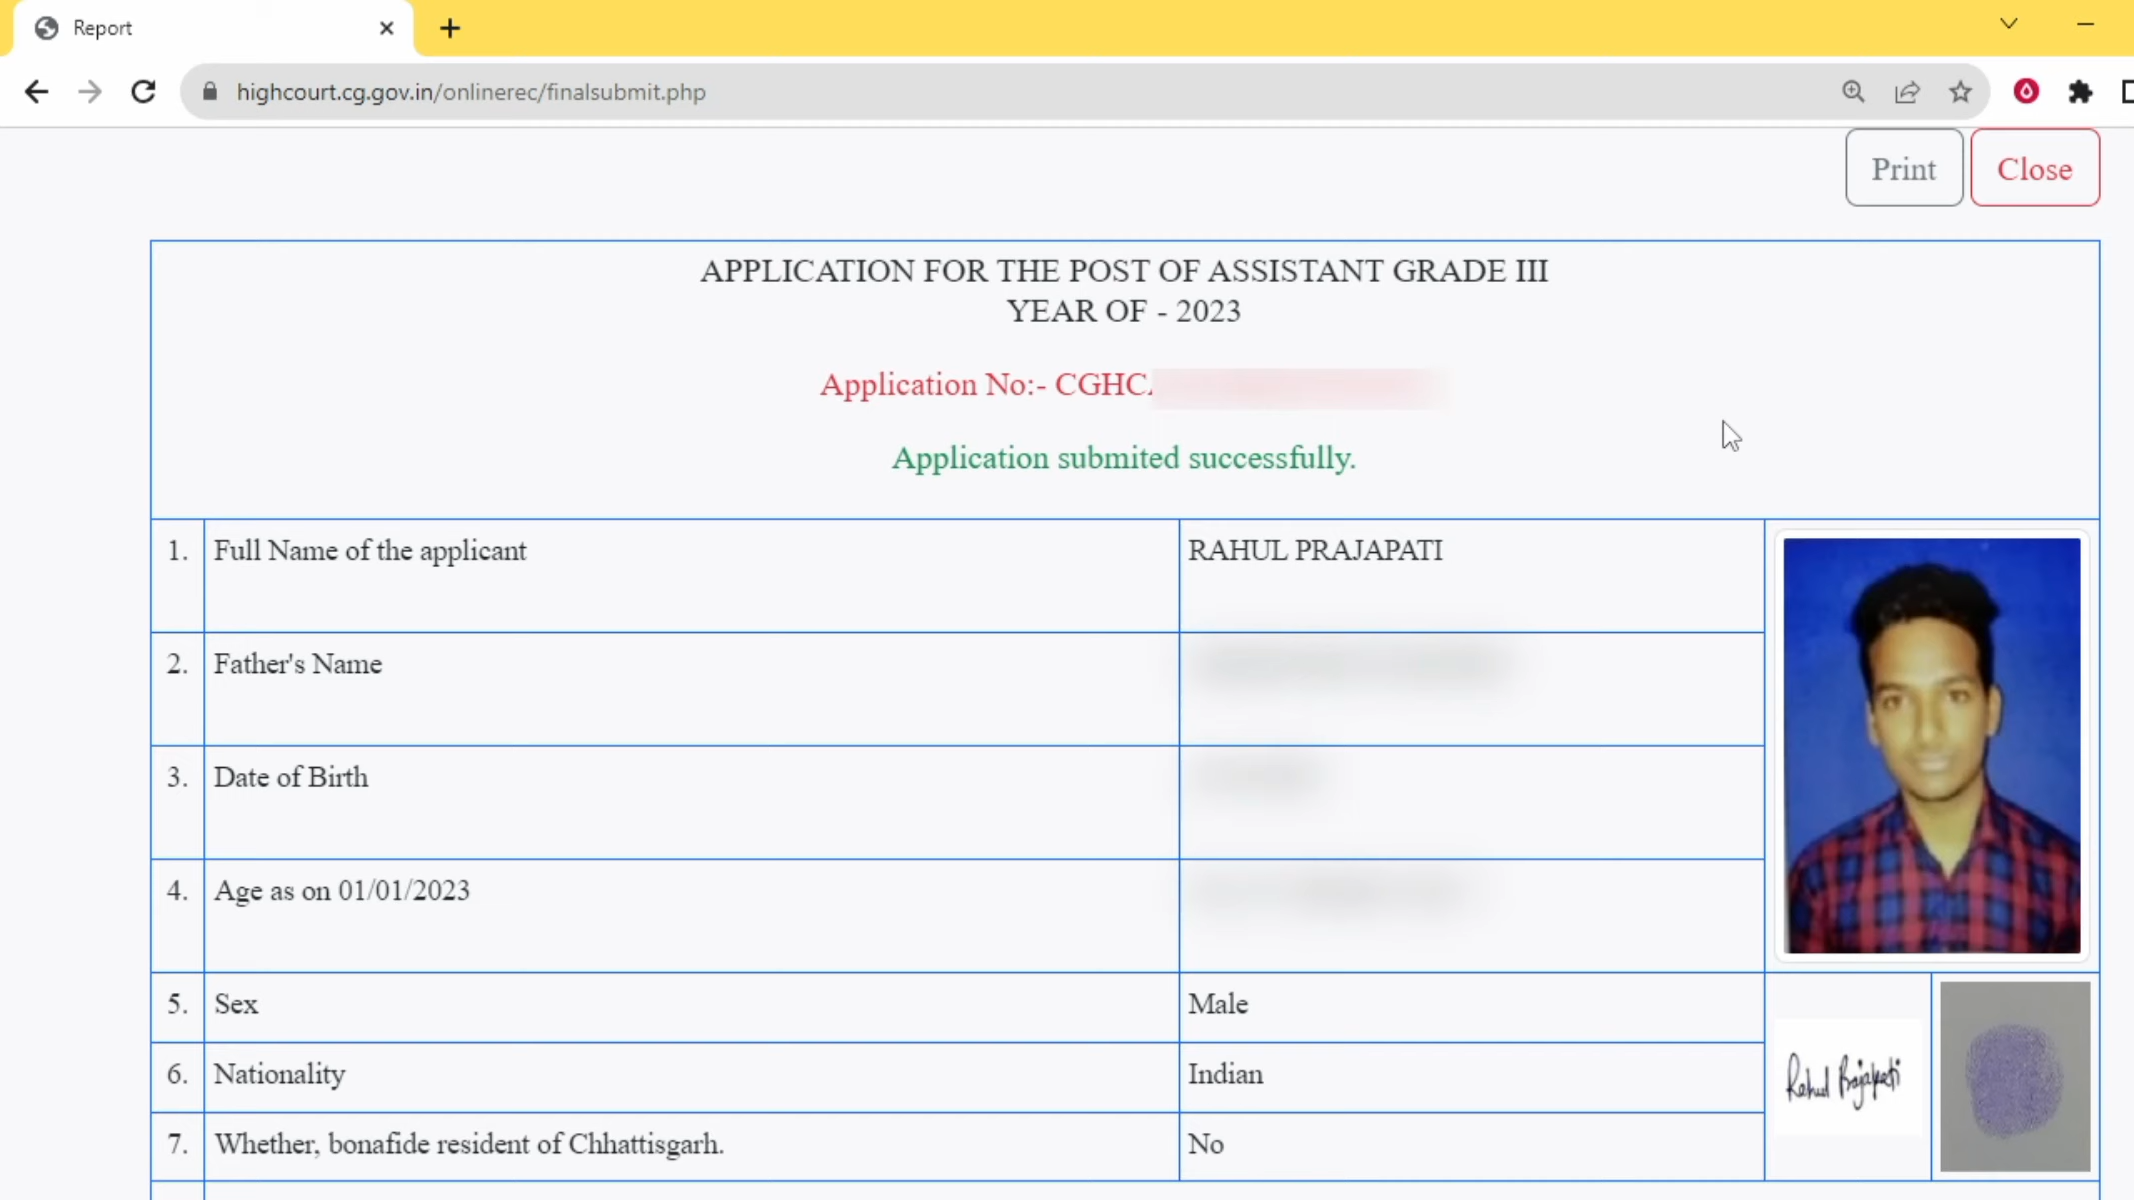 Report
highcourt.cg.gov.in/onlinerec/finalsubmit.php
Print Close
APPLICATION FOR THE POST OF ASSISTANT GRADE III
YEAR OF - 2023
Application No:- CGHC
Application submited successfully.
1. Full Name of the applicant RAHUL PRAJAPATI
2. Father's Name
3. Date of Birth
4. Age as on 01/01/2023
5. Sex Male
6. Nationality Indian
Rahul Prajapati
7. Whether, bonafide resident of Chhattisgarh. No